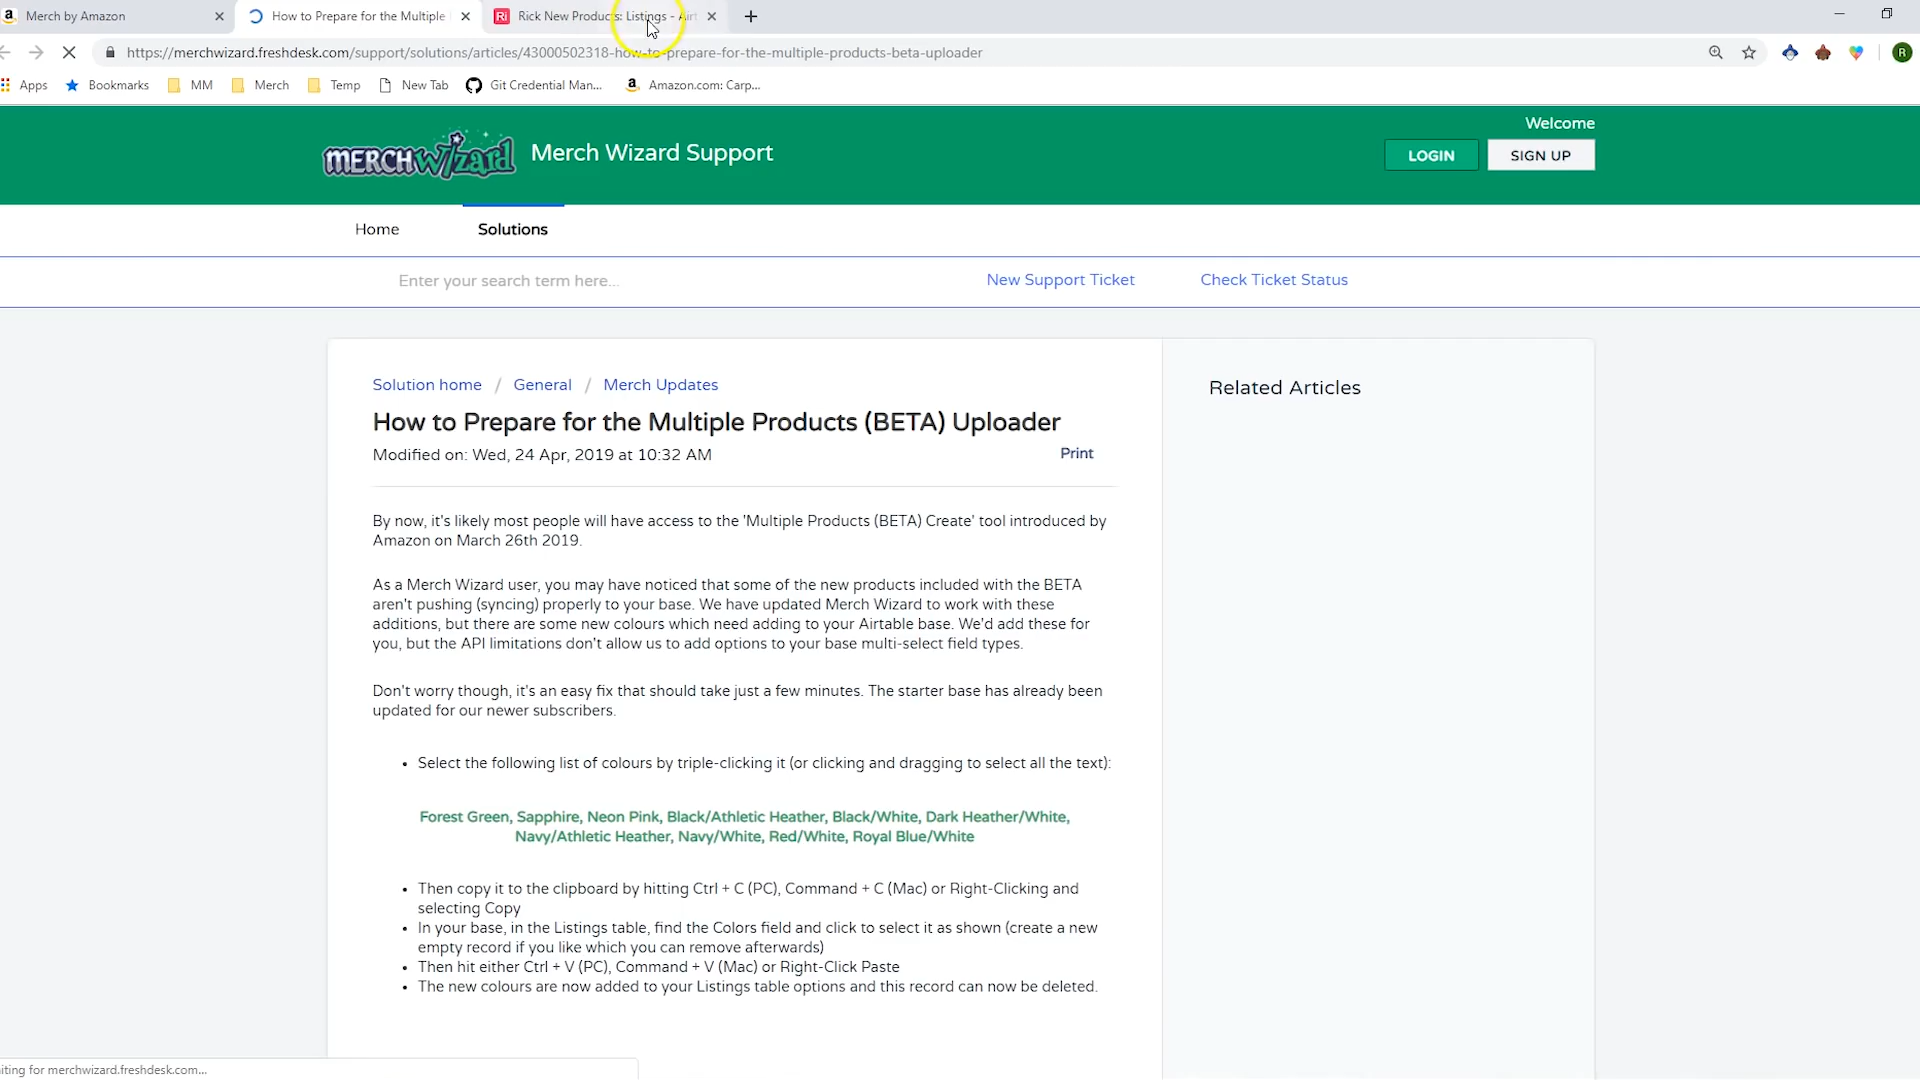 Merch by Amazon
How to Prepare for the Multiple
Rick New Products: Listings - Airt
https://merchwizard.freshdesk.com/support/solutions/articles/43000502318-how-to-prepare-for-the-multiple-products-beta-uploader
R
Apps
Bookmarks
MM
Merch
Temp
New Tab
Git Credential Man...
Amazon.com: Carp...
Welcome
MERCHWizard
Merch Wizard Support
LOGIN
SIGN UP
Home
Solutions
Enter your search term here...
New Support Ticket
Check Ticket Status
Solution home / General / Merch Updates
Related Articles
How to Prepare for the Multiple Products (BETA) Uploader
Modified on: Wed, 24 Apr, 2019 at 10:32 AM
Print
By now, it's likely most people will have access to the 'Multiple Products (BETA) Create' tool introduced by
Amazon on March 26th 2019.
As a Merch Wizard user, you may have noticed that some of the new products included with the BETA
aren't pushing (syncing) properly to your base. We have updated Merch Wizard to work with these
additions, but there are some new colours which need adding to your Airtable base. We'd add these for
you, but the API limitations don't allow us to add options to your base multi-select field types.
Don't worry though, it's an easy fix that should take just a few minutes. The starter base has already been
updated for our newer subscribers.
• Select the following list of colours by triple-clicking it (or clicking and dragging to select all the text):
Forest Green, Sapphire, Neon Pink, Black/Athletic Heather, Black/White, Dark Heather/White,
Navy/Athletic Heather, Navy/White, Red/White, Royal Blue/White
• Then copy it to the clipboard by hitting Ctrl + C (PC), Command + C (Mac) or Right-Clicking and
selecting Copy
• In your base, in the Listings table, find the Colors field and click to select it as shown (create a new
empty record if you like which you can remove afterwards)
• Then hit either Ctrl + V (PC), Command + V (Mac) or Right-Click Paste
• The new colours are now added to your Listings table options and this record can now be deleted.
iting for merchwizard.freshdesk.com...